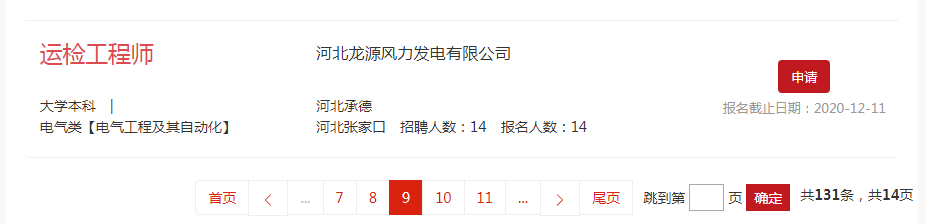 运检工程师
河北龙源风力发电有限公司
申请
大学本科 |
河北承德
报名截止日期：2020-12-11
电气类【电气工程及其自动化】
河北张家口 招聘人数：14 报名人数：14
首页 < ... 7 8 9 10 11 ... > 尾页 跳到第 页 确定 共131条，共14页